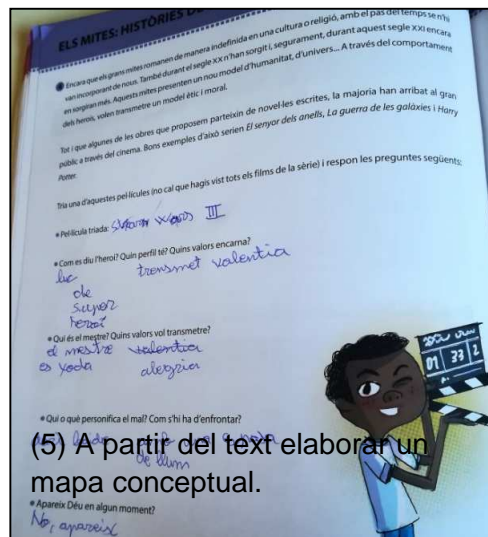 ELS MITES: HISTÒRIES
Encara que els grans mites romanen de manera indefinida en una cultura o religió, amb el pas del temps se n'hi
van incorporant de nous. També durant el segle XX n'han sorgit i, segurament, durant aquest segle XXI encara
en sorgiran més. Aquests mites presenten un nou model d'humanitat, d'univers... A través del comportament
dels herois, volen transmetre un model ètic i moral.
Tot i que algunes de les obres que proposem parteixin de novel·les escrites, la majoria han arribat al gran
públic a través del cinema. Bons exemples d'això serien El senyor dels anells, La guerra de les galàxies i Harry
Potter.
Tria una d'aquestes pel·lícules (no cal que hagis vist tots els films de la sèrie) i respon les preguntes següents:
Pel·lícula triada: wars III
Com es diu l'heroi? Quin perfil té? Quins valors encarna?
luc transmet valentia
de
super
heroi
Qui és el mestre? Quins valors vol transmetre?
el mestre valentia
es yoda alegria
Qui o què personifica el mal? Com s'hi ha d'enfrontar?
(5) A partir del text elaborar un
de llum
mapa conceptual.
Apareix Déu en algun moment?
No, apareix
01 33 2